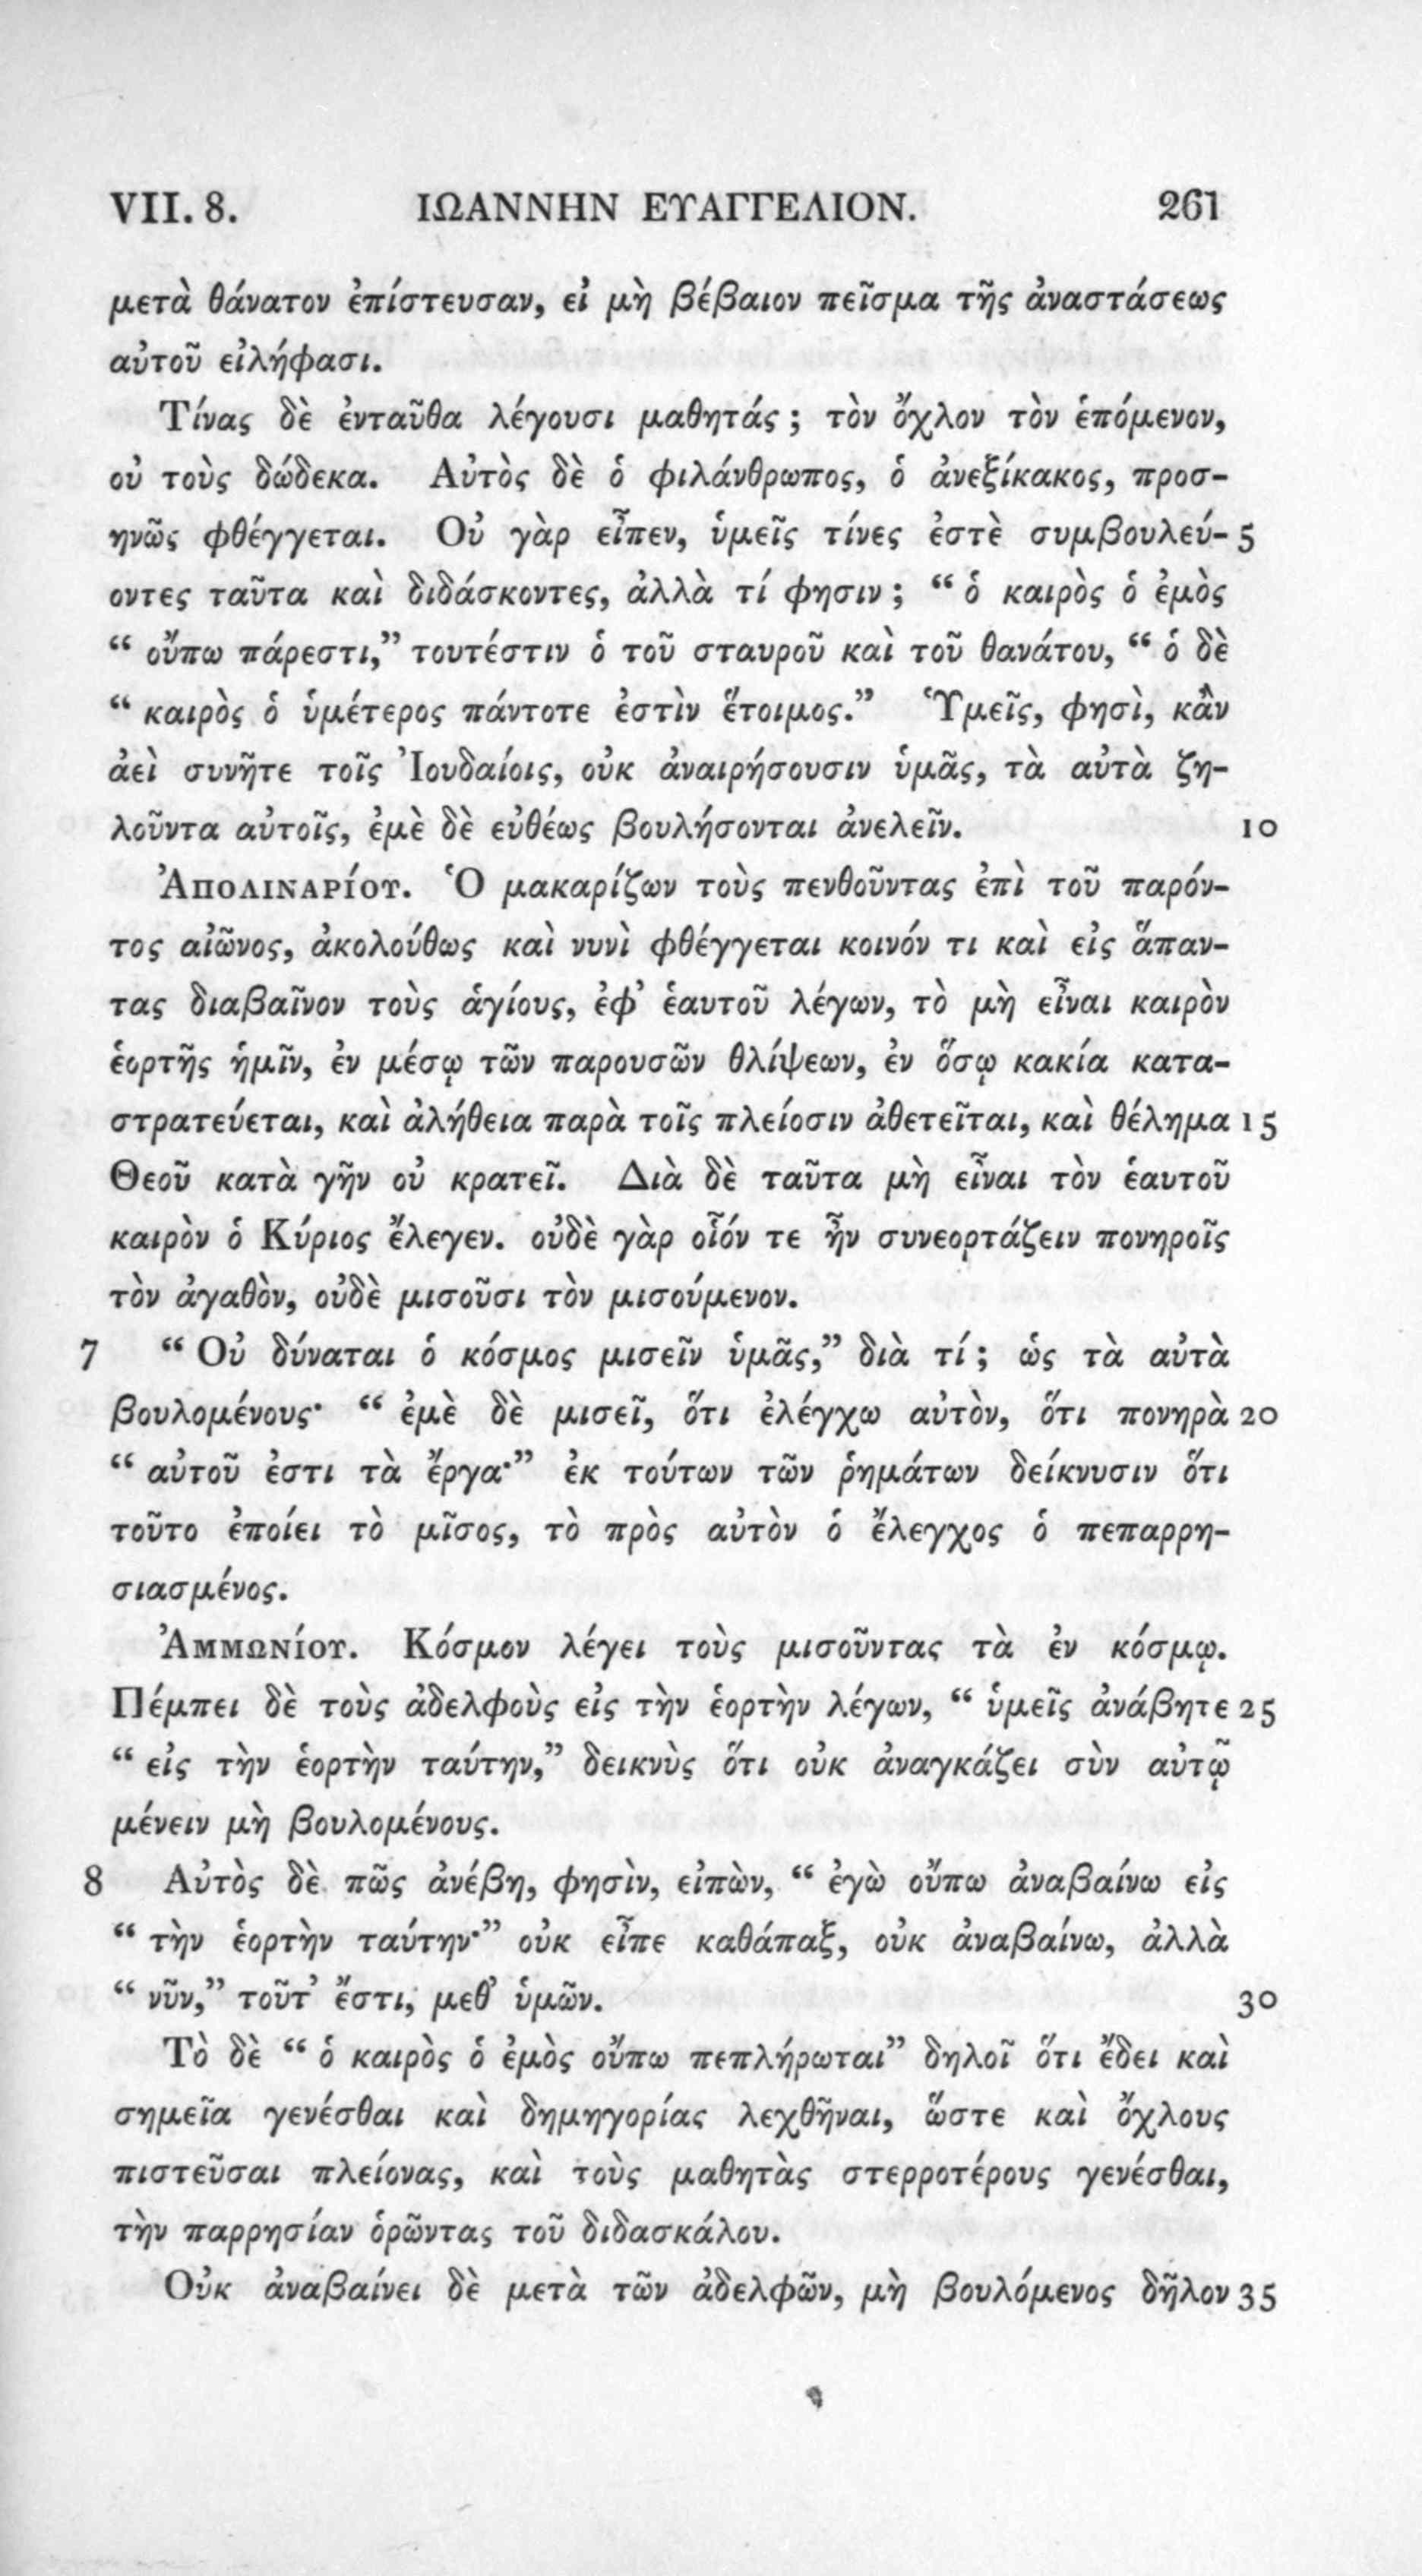 VII. 8. ΙΩΑΝΝΗΝ ΕΥΑΓΓΕΛΙΟΝ. 261
μετὰ θάνατον ἐπίστευσαν, εἰ μὴ βέβαιον πεῖσμα τῆς ἀναστάσεως
αὐτοῦ εἰλήφασι.
Τίνας δὲ ἐνταῦθα λέγουσι μαθητάς ; τὸν ὄχλον τὸν ἑπόμενον,
οὐ τοὺς δώδεκα. Αὐτὸς δὲ ὁ φιλάνθρωπος, ὁ ἀνεξίκακος, προσ-
ηνῶς φθέγγεται. Οὐ γὰρ εἶπεν, ὑμεῖς τίνες ἐστὲ συμβουλεύ- 5
οντες ταῦτα καὶ διδάσκοντες, ἀλλὰ τί φησιν ; “ ὁ καιρὸς ὁ ἐμὸς
“ οὔπω πάρεστι,” τουτέστιν ὁ τοῦ σταυροῦ καὶ τοῦ θανάτου, “ ὁ δὲ
“ καιρὸς ὁ ὑμέτερος πάντοτε ἐστὶν ἕτοιμος.” Ὑμεῖς, φησὶ, κἂν
ἀεὶ συνῆτε τοῖς Ἰουδαίοις, οὐκ ἀναιρήσουσιν ὑμᾶς, τὰ αὐτὰ ζη-
λοῦντα αὐτοῖς, ἐμὲ δὲ εὐθέως βουλήσονται ἀνελεῖν. 10
ἈΠΟΛΙΝΑΡίΟΥ. Ὁ μακαρίζων τοὺς πενθοῦντας ἐπὶ τοῦ παρόν-
τος αἰῶνος, ἀκολούθως καὶ νυνὶ φθέγγεται κοινόν τι καὶ εἰς ἅπαν-
τας διαβαῖνον τοὺς ἁγίους, ἐφ’ ἑαυτοῦ λέγων, τὸ μὴ εἶναι καιρὸν
ἑορτῆς ἡμῖν, ἐν μέσῳ τῶν παρουσῶν θλίψεων, ἐν ὅσῳ κακία κατα-
στρατεύεται, καὶ ἀλήθεια παρὰ τοῖς πλείοσιν ἀθετεῖται, καὶ θέλημα 15
Θεοῦ κατὰ γῆν οὐ κρατεῖ. Διὰ δὲ ταῦτα μὴ εἶναι τὸν ἑαυτοῦ
καιρὸν ὁ Κύριος ἔλεγεν. οὐδὲ γὰρ οἷόν τε ἦν συνεορτάζειν πονηροῖς
τὸν ἀγαθὸν, οὐδὲ μισοῦσι τὸν μισούμενον.
7 “ Οὐ δύναται ὁ κόσμος μισεῖν ὑμᾶς,” διὰ τί ; ὡς τὰ αὐτὰ
βουλομένους· “ ἐμὲ δὲ μισεῖ, ὅτι ἐλέγχω αὐτὸν, ὅτι πονηρὰ 20
“ αὐτοῦ ἐστι τὰ ἔργα·” ἐκ τούτων τῶν ῥημάτων δείκνυσιν ὅτι
τοῦτο ἐποίει τὸ μῖσος, τὸ πρὸς αὐτὸν ὁ ἔλεγχος ὁ πεπαρρη-
σιασμένος.
ἈΜΜΩΝίΟΥ. Κόσμον λέγει τοὺς μισοῦντας τὰ ἐν κόσμῳ.
Πέμπει δὲ τοὺς ἀδελφοὺς εἰς τὴν ἑορτὴν λέγων, “ ὑμεῖς ἀνάβητε 25
“ εἰς τὴν ἑορτὴν ταύτην,” δεικνὺς ὅτι οὐκ ἀναγκάζει σὺν αὐτῷ
μένειν μὴ βουλομένους.
8 Αὐτὸς δὲ πῶς ἀνέβη, φησὶν, εἰπὼν, “ ἐγὼ οὔπω ἀναβαίνω εἰς
“ τὴν ἑορτὴν ταύτην·” οὐκ εἶπε καθάπαξ, οὐκ ἀναβαίνω, ἀλλὰ
“ νῦν,” τοῦτ’ ἔστι, μεθ’ ὑμῶν. 30
Τὸ δὲ “ ὁ καιρὸς ὁ ἐμὸς οὔπω πεπλήρωται” δηλοῖ ὅτι ἔδει καὶ
σημεῖα γενέσθαι καὶ δημηγορίας λεχθῆναι, ὥστε καὶ ὄχλους
πιστεῦσαι πλείονας, καὶ τοὺς μαθητὰς στερροτέρους γενέσθαι,
τὴν παρρησίαν ὁρῶντας τοῦ διδασκάλου.
Οὐκ ἀναβαίνει δὲ μετὰ τῶν ἀδελφῶν, μὴ βουλόμενος δῆλον 35